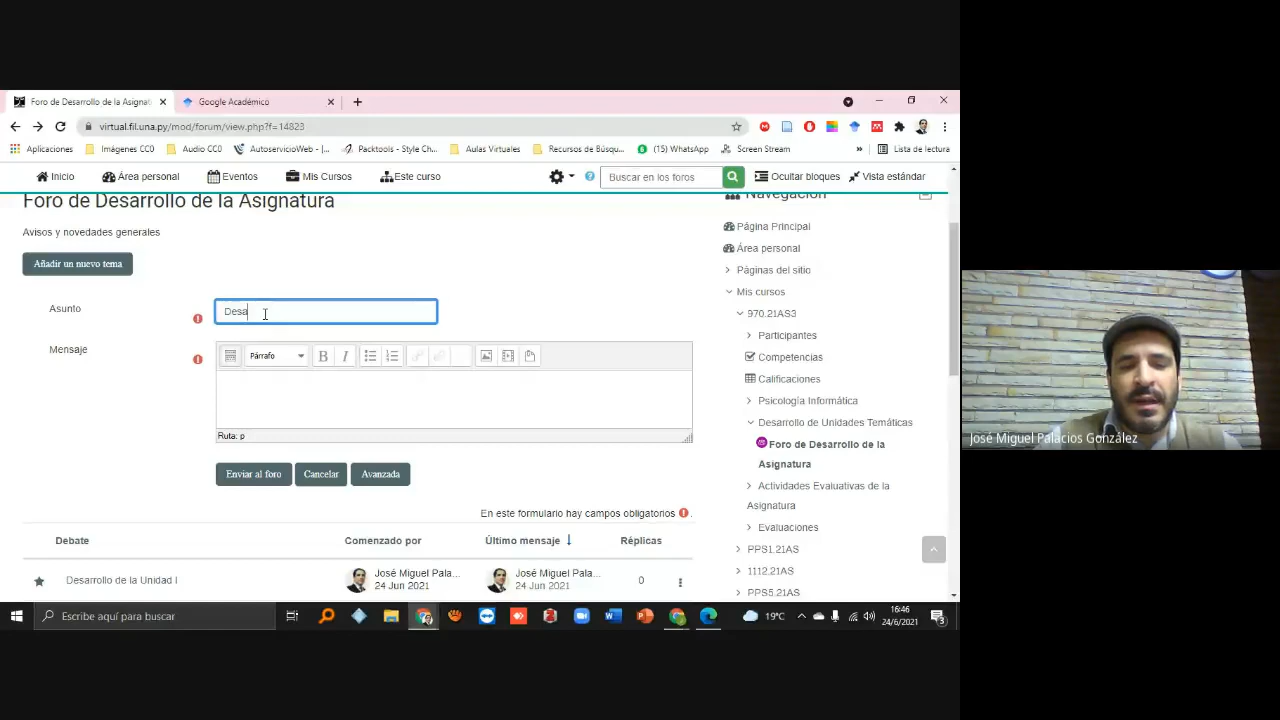 Foro de Desarrollo de la Asignat
Google Académico
virtual.fil.una.py/mod/forum/view.php?f=14823
Aplicaciones
Imágenes CC0
Audio CC0
AutoservicioWeb - [...
Packtools - Style Ch...
Aulas Virtuales
Recursos de Búsqu...
(15) WhatsApp
Screen Stream
»
Lista de lectura
Inicio
Área personal
Eventos
Mis Cursos
Este curso
Buscar en los foros
Ocultar bloques
Vista estándar
Foro de Desarrollo de la Asignatura
Avisos y novedades generales
Añadir un nuevo tema
Asunto
Desa
Mensaje
Párrafo
B I
Ruta: p
Enviar al foro
Cancelar
Avanzada
En este formulario hay campos obligatorios .
Debate
Comenzado por
Último mensaje
Réplicas
Desarrollo de la Unidad I
José Miguel Pala...
24 Jun 2021
José Miguel Pala...
24 Jun 2021
0
Navegación
Página Principal
Área personal
Páginas del sitio
Mis cursos
970.21AS3
Participantes
Competencias
Calificaciones
Psicología Informática
Desarrollo de Unidades Temáticas
Foro de Desarrollo de la
Asignatura
Actividades Evaluativas de la
Asignatura
Evaluaciones
PPS1.21AS
1112.21AS
PPS5.21AS
Escribe aquí para buscar
19°C
16:46
24/6/2021
3
José Miguel Palacios González